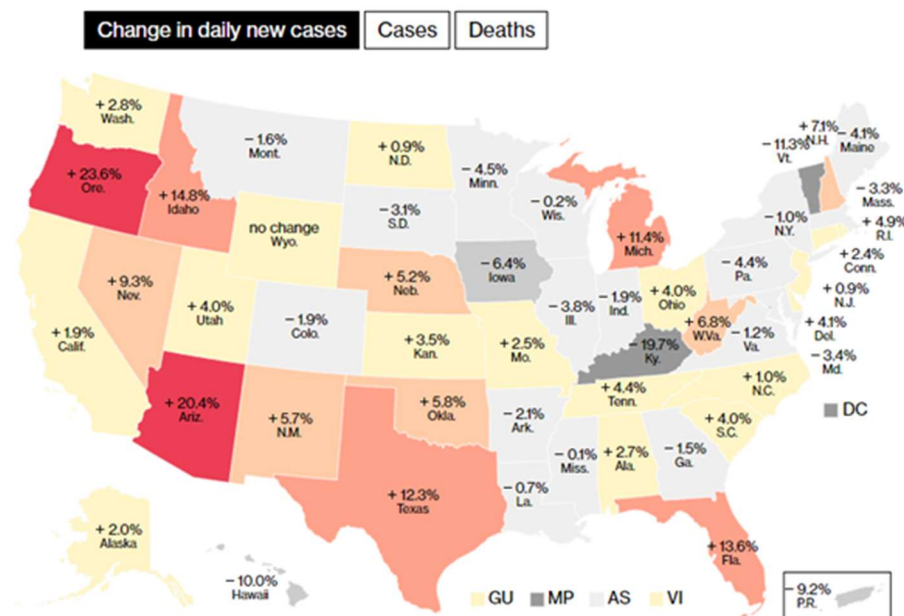 Change in daily new cases
Cases
Deaths
+ 2.8%
Wash.
+ 23.6%
Ore.
+ 14.8%
Idaho
− 1.6%
Mont.
+ 0.9%
N.D.
− 4.5%
Minn.
− 3.1%
S.D.
− 0.2%
Wis.
+ 11.4%
Mich.
no change
Wyo.
− 11.3%
Vt.
+ 7.1%
N.H.
− 4.1%
Maine
− 3.3%
Mass.
− 1.0%
N.Y.
+ 4.9%
R.I.
+ 2.4%
Conn.
+ 0.9%
N.J.
+ 4.1%
Del.
− 3.4%
Md.
+ 9.3%
Nev.
+ 1.9%
Calif.
+ 4.0%
Utah
− 1.9%
Colo.
+ 5.2%
Neb.
− 6.4%
Iowa
− 3.8%
Ill.
− 1.9%
Ind.
+ 4.0%
Ohio
− 4.4%
Pa.
+ 6.8%
W.Va.
− 1.2%
Va.
+ 3.5%
Kan.
+ 2.5%
Mo.
− 19.7%
Ky.
+ 4.4%
Tenn.
+ 1.0%
N.C.
+ 4.0%
S.C.
DC
+ 20.4%
Ariz.
+ 5.7%
N.M.
+ 5.8%
Okla.
− 2.1%
Ark.
− 0.1%
Miss.
+ 2.7%
Ala.
− 1.5%
Ga.
− 0.7%
La.
+ 12.3%
Texas
+ 13.6%
Fla.
+ 2.0%
Alaska
− 10.0%
Hawaii
GU
MP
AS
VI
− 9.2%
P.R.